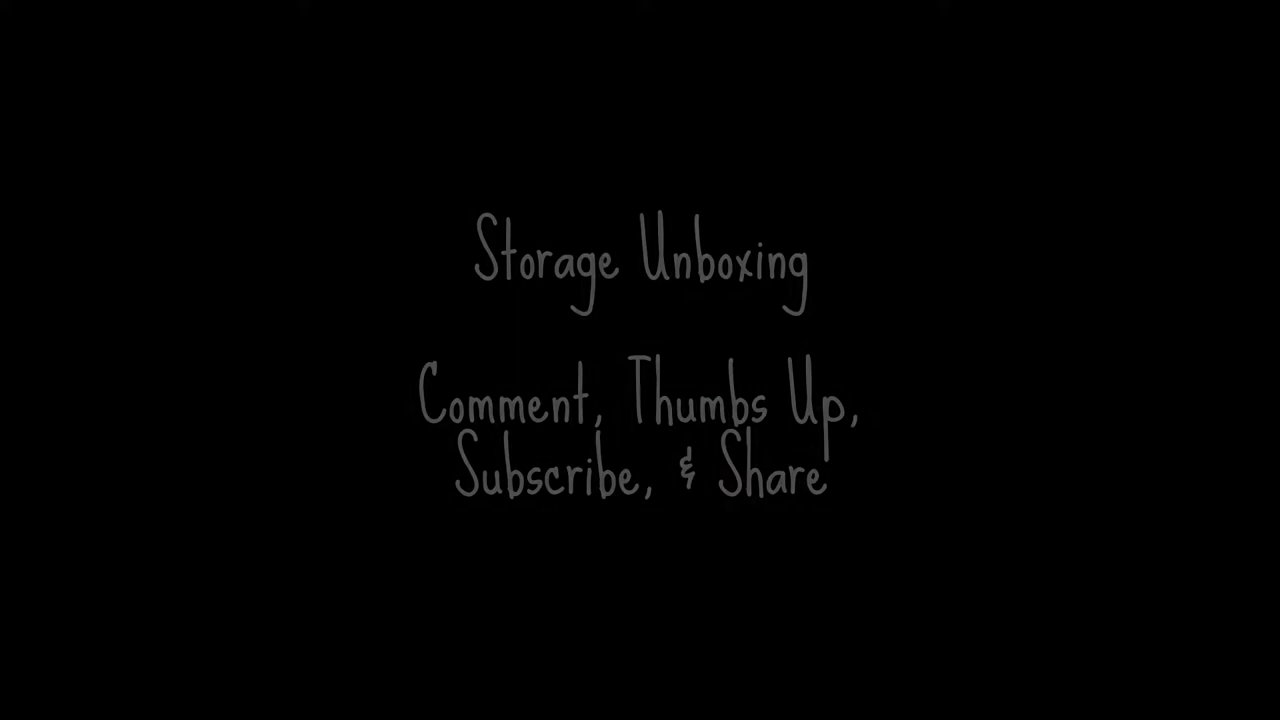 Storage Unboxing
Comment, Thumbs Up,
Subscribe, & Share